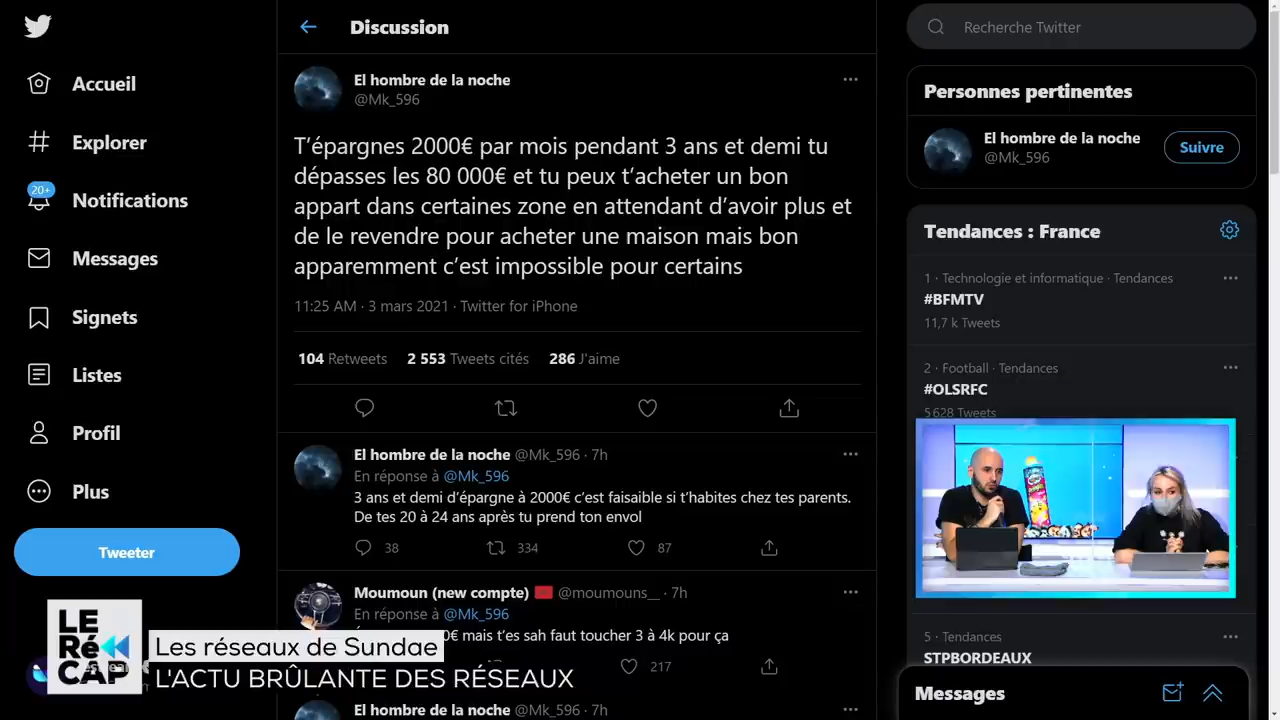 Accueil
Explorer
20+
Notifications
Messages
Signets
Listes
Profil
Plus
Tweeter
Discussion
El hombre de la noche
@Mk_596
T’épargnes 2000€ par mois pendant 3 ans et demi tu
dépasses les 80 000€ et tu peux t’acheter un bon
appart dans certaines zone en attendant d’avoir plus et
de le revendre pour acheter une maison mais bon
apparemment c’est impossible pour certains
11:25 AM · 3 mars 2021 · Twitter for iPhone
104 Retweets 2 553 Tweets cités 286 J'aime
El hombre de la noche @Mk_596 · 7h
En réponse à @Mk_596
3 ans et demi d’épargne à 2000€ c’est faisaible si t’habites chez tes parents.
De tes 20 à 24 ans après tu prend ton envol
38 334 87
Moumoun (new compte) @moumouns__ · 7h
En réponse à @Mk_596
0€ mais t’es sah faut toucher 3 à 4k pour ça
217
El hombre de la noche @Mk_596 · 7h
Recherche Twitter
Personnes pertinentes
El hombre de la noche
@Mk_596
Suivre
Tendances : France
1 · Technologie et informatique · Tendances
#BFMTV
11,7 k Tweets
2 · Football · Tendances
#OLSRFC
5 628 Tweets
5 · Tendances
STPBORDEAUX
Messages
LE
Ré
CAP
Les réseaux de Sundae
L'ACTU BRÛLANTE DES RÉSEAUX